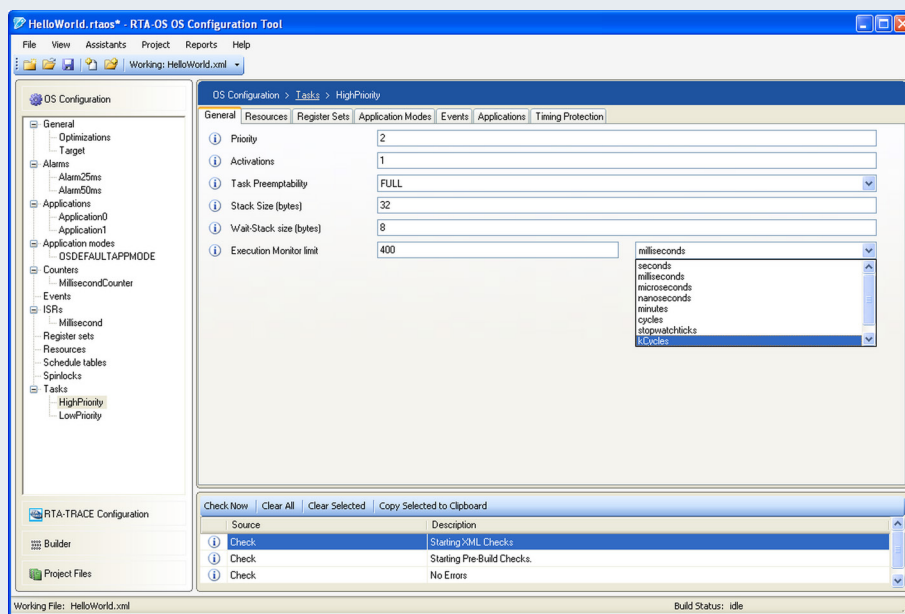 HelloWorld.rtaos* - RTA-OS OS Configuration Tool
File View Assistants Project Reports Help
Working: HelloWorld.xml
OS Configuration
General
Optimizations
Target
Alarms
Alarm25ms
Alarm50ms
Applications
Application0
Application1
Application modes
OSDEFAULTAPPMODE
Counters
MillisecondCounter
Events
ISRs
Millisecond
Register sets
Resources
Schedule tables
Spinlocks
Tasks
HighPriority
LowPriority
RTA-TRACE Configuration
Builder
Project Files
OS Configuration > Tasks > HighPriority
General Resources Register Sets Application Modes Events Applications Timing Protection
Priority 2
Activations 1
Task Preemptability FULL
Stack Size (bytes) 32
Wait-Stack size (bytes) 8
Execution Monitor limit 400 milliseconds
seconds
milliseconds
microseconds
nanoseconds
minutes
cycles
stopwatchticks
kCycles
Check Now Clear All Clear Selected Copy Selected to Clipboard
Source Description
Check Starting XML Checks
Check Starting Pre-Build Checks.
Check No Errors
Working File: HelloWorld.xml Build Status: idle